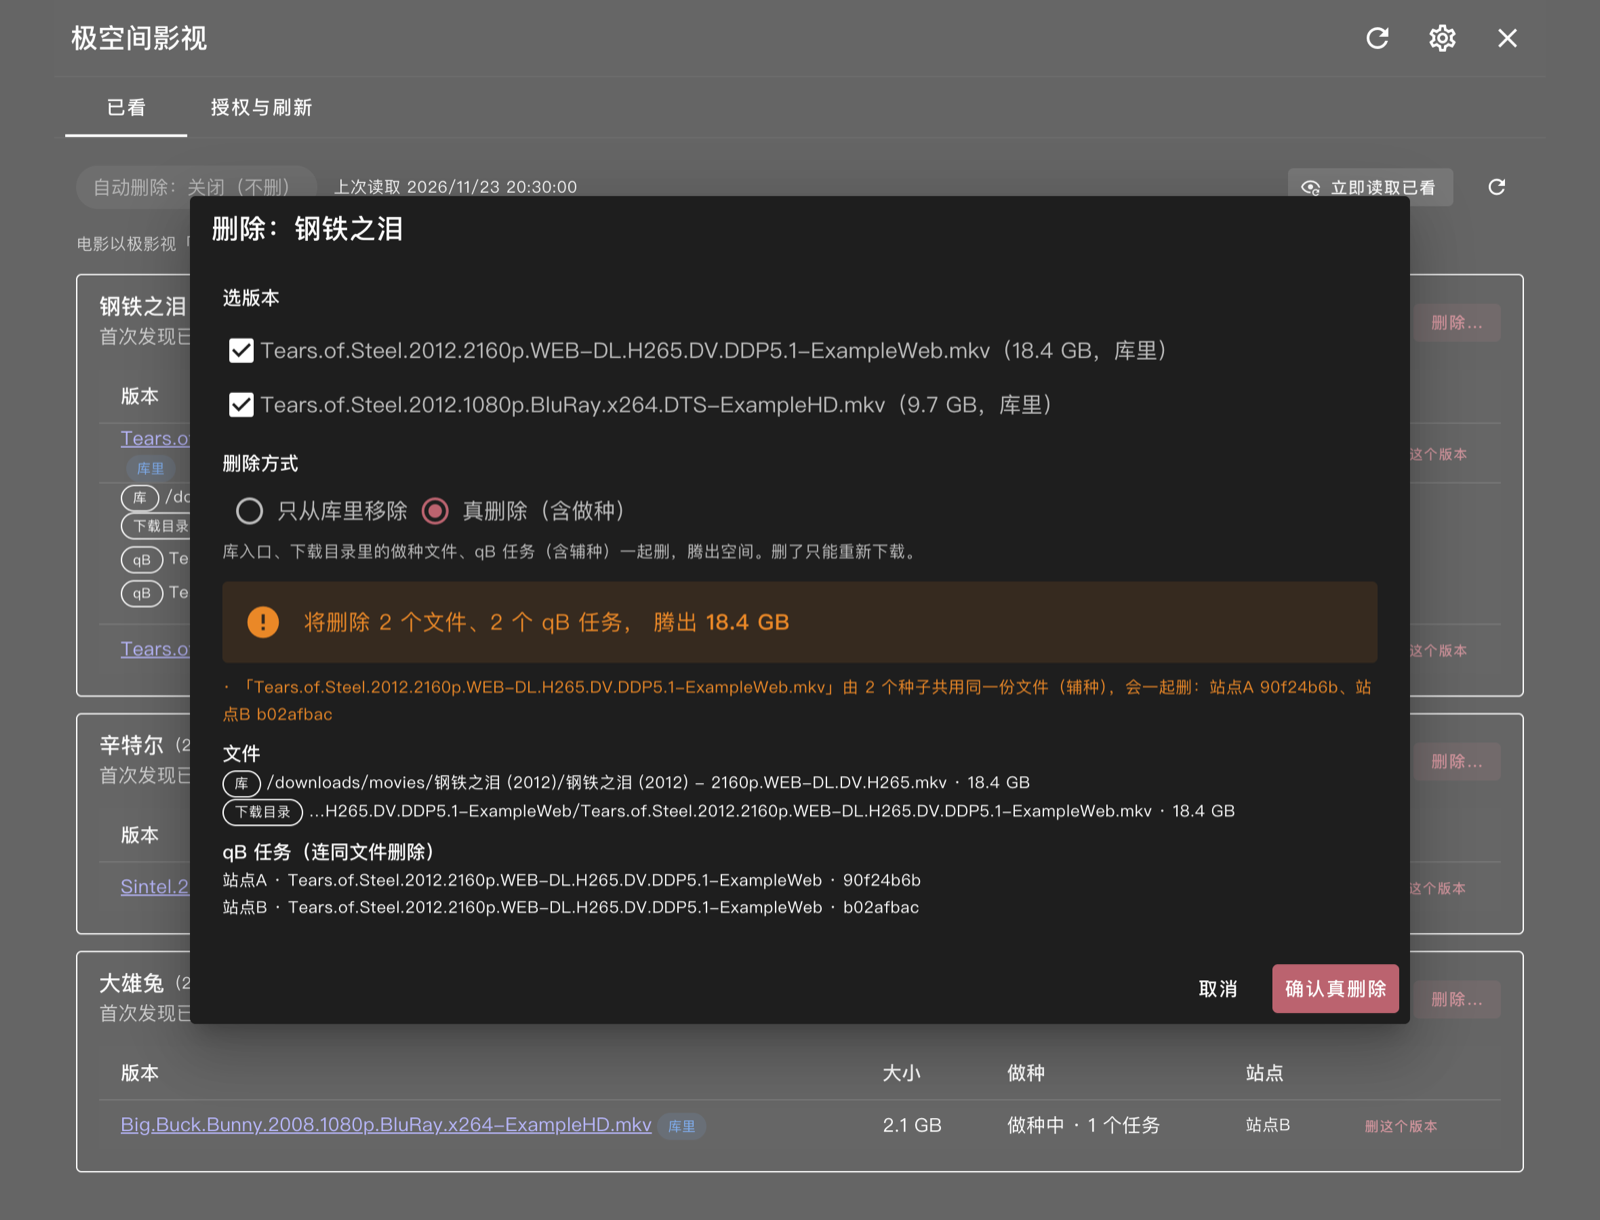 极空间影视
已看
授权与刷新
自动删除：关闭（不删）
上次读取 2026/11/23 20:30:00
立即读取已看
电影以极影视「
删除：钢铁之泪
选版本
Tears.of.Steel.2012.2160p.WEB-DL.H265.DV.DDP5.1-ExampleWeb.mkv（18.4 GB，库里）
Tears.of.Steel.2012.1080p.BluRay.x264.DTS-ExampleHD.mkv（9.7 GB，库里）
删除方式
只从库里移除
真删除（含做种）
库入口、下载目录里的做种文件、qB 任务（含辅种）一起删，腾出空间。删了只能重新下载。
将删除 2 个文件、2 个 qB 任务， 腾出 18.4 GB
· 「Tears.of.Steel.2012.2160p.WEB-DL.H265.DV.DDP5.1-ExampleWeb.mkv」由 2 个种子共用同一份文件（辅种），会一起删：站点A 90f24b6b、站
点B b02afbac
文件
库 /downloads/movies/钢铁之泪 (2012)/钢铁之泪 (2012) - 2160p.WEB-DL.DV.H265.mkv · 18.4 GB
下载目录 …H265.DV.DDP5.1-ExampleWeb/Tears.of.Steel.2012.2160p.WEB-DL.H265.DV.DDP5.1-ExampleWeb.mkv · 18.4 GB
qB 任务（连同文件删除）
站点A · Tears.of.Steel.2012.2160p.WEB-DL.H265.DV.DDP5.1-ExampleWeb · 90f24b6b
站点B · Tears.of.Steel.2012.2160p.WEB-DL.H265.DV.DDP5.1-ExampleWeb · b02afbac
取消
确认真删除
钢铁之泪
删除...
首次发现已
版本
Tears.o
库里
这个版本
库 /do
下载目录
qB Te
qB Te
Tears.o
这个版本
辛特尔（2
删除...
首次发现已
版本
Sintel.2
这个版本
大雄兔（2
删除...
首次发现已
版本 大小 做种 站点
Big.Buck.Bunny.2008.1080p.BluRay.x264-ExampleHD.mkv 库里 2.1 GB 做种中 · 1 个任务 站点B 删这个版本